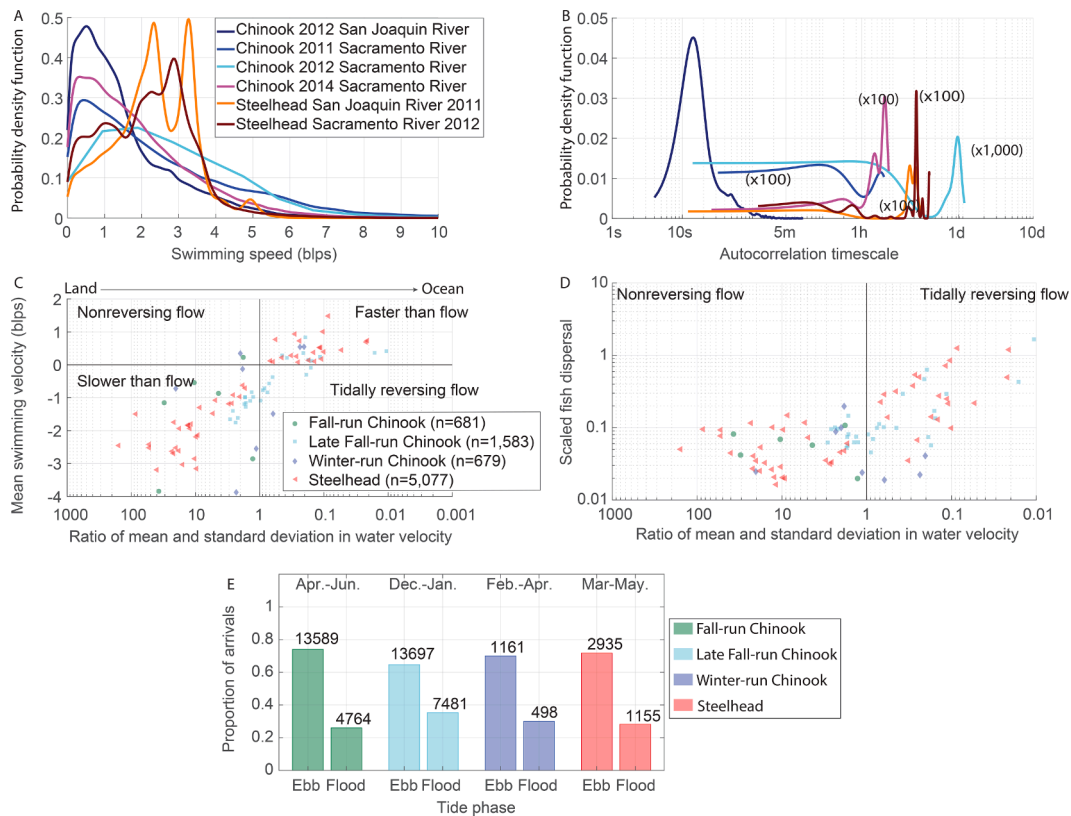 A
Probability density function
0.5
0.4
0.3
0.2
0.1
0
0 1 2 3 4 5 6 7 8 9 10
Swimming speed (blps)
Chinook 2012 San Joaquin River
Chinook 2011 Sacramento River
Chinook 2012 Sacramento River
Chinook 2014 Sacramento River
Steelhead San Joaquin River 2011
Steelhead Sacramento River 2012
B
Probability density function
0.05
0.04
0.03
0.02
0.01
0
(x100)
(x100)
(x1,000)
(x100)
(x100)
1s 10s 5m 1h 1d 10d
Autocorrelation timescale
C
Land
Ocean
Mean swimming velocity (blps)
2
1
0
-1
-2
-3
-4
Nonreversing flow
Faster than flow
Slower than flow
Tidally reversing flow
Fall-run Chinook (n=681)
Late Fall-run Chinook (n=1,583)
Winter-run Chinook (n=679)
Steelhead (n=5,077)
1000 100 10 1 0.1 0.01 0.001
Ratio of mean and standard deviation in water velocity
D
Scaled fish dispersal
10
1
0.1
0.01
Nonreversing flow
Tidally reversing flow
1000 100 10 1 0.1 0.01
Ratio of mean and standard deviation in water velocity
E
Proportion of arrivals
1
0.8
0.6
0.4
0.2
0
Apr.-Jun. Dec.-Jan. Feb.-Apr. Mar-May.
13589
4764
13697
7481
1161
498
2935
1155
Ebb Flood Ebb Flood Ebb Flood Ebb Flood
Tide phase
Fall-run Chinook
Late Fall-run Chinook
Winter-run Chinook
Steelhead